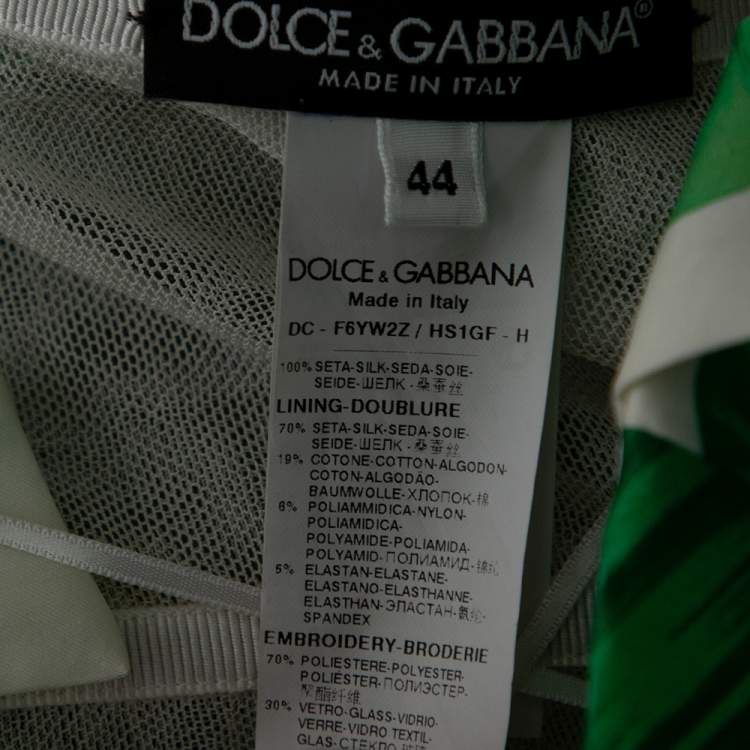 DOLCE & GABBANA®
MADE IN ITALY
44
DOLCE & GABBANA
Made in Italy
DC - F6YW2Z / HS1GF - H
100% SETA-SILK-SEDA-SOIE-
SEIDE-ШЕЛК - 桑蚕丝
LINING-DOUBLURE
70% SETA-SILK-SEDA-SOIE-
SEIDE-ШЕЛК - 桑蚕丝
19% COTONE-COTTON-ALGODON-
COTON-ALGODÃO-
BAUMWOLLE-ХЛОПОК-棉
6% POLIAMMIDICA-NYLON-
POLIAMIDICA-
POLYAMIDE-POLIAMIDA-
POLYAMID-ПОЛИАМИД-锦纶
5% ELASTAN-ELASTANE-
ELASTANO-ELASTHANNE-
ELASTHAN-ЭЛАСТАН-氨纶-
SPANDEX
EMBROIDERY-BRODERIE
70% POLIESTERE-POLYESTER-
POLIÉSTER-ПОЛИЭСТЕР-
聚酯纤维
30% VETRO-GLASS-VIDRIO-
VERRE-VIDRO TEXTIL-
GLAS-СТЕКЛО